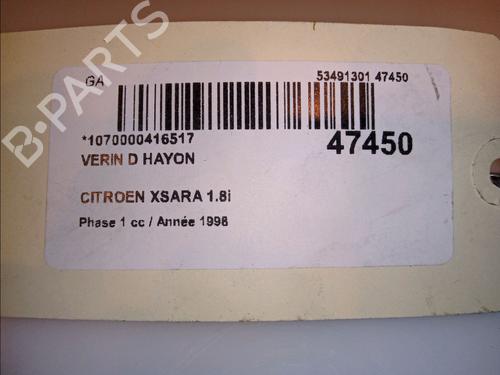 GA
53491301 47450
*1070000416517
47450
VERIN D HAYON
CITROEN XSARA 1.8i
Phase 1 cc / Année 1998
B-PARTS